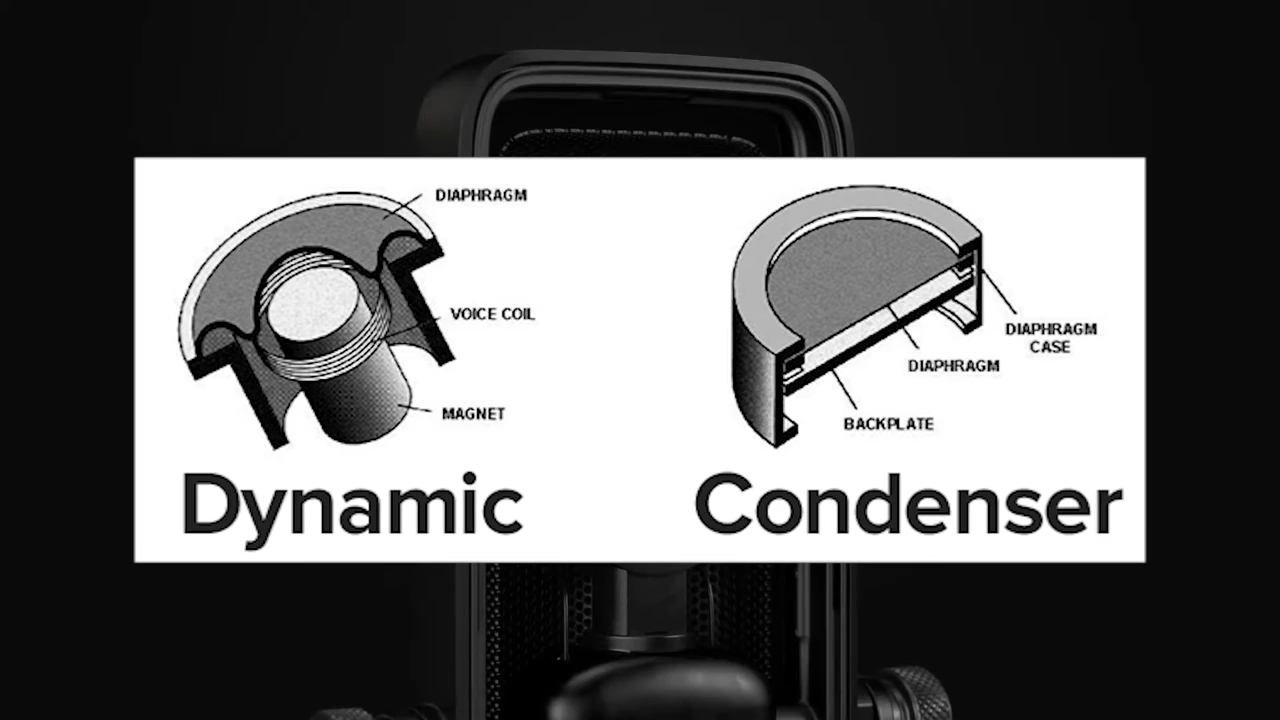 DIAPHRAGM
VOICE COIL
MAGNET
Dynamic
DIAPHRAGM
CASE
DIAPHRAGM
BACKPLATE
Condenser